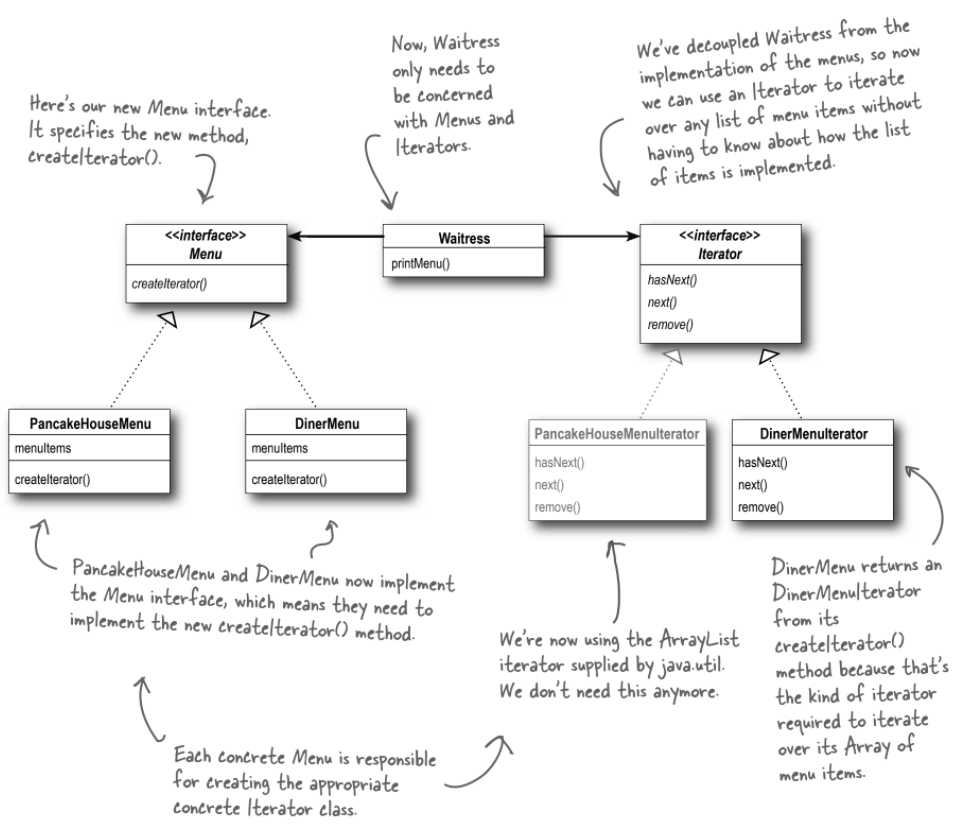 Here's our new Menu interface.
It specifies the new method,
createIterator().
Now, Waitress
only needs to
be concerned
with Menus and
Iterators.
We've decoupled Waitress from the
implementation of the menus, so now
we can use an Iterator to iterate
over any list of menu items without
having to know about how the list
of items is implemented.
<<interface>>
Menu
createIterator()
Waitress
printMenu()
<<interface>>
Iterator
hasNext()
next()
remove()
PancakeHouseMenu
menuItems
createIterator()
DinerMenu
menuItems
createIterator()
PancakeHouseMenuIterator
hasNext()
next()
remove()
DinerMenuIterator
hasNext()
next()
remove()
PancakeHouseMenu and DinerMenu now implement
the Menu interface, which means they need to
implement the new createIterator() method.
We're now using the ArrayList
iterator supplied by java.util.
We don't need this anymore.
DinerMenu returns an
DinerMenuIterator
from its
createIterator()
method because that's
the kind of iterator
required to iterate
over its Array of
menu items.
Each concrete Menu is responsible
for creating the appropriate
concrete Iterator class.